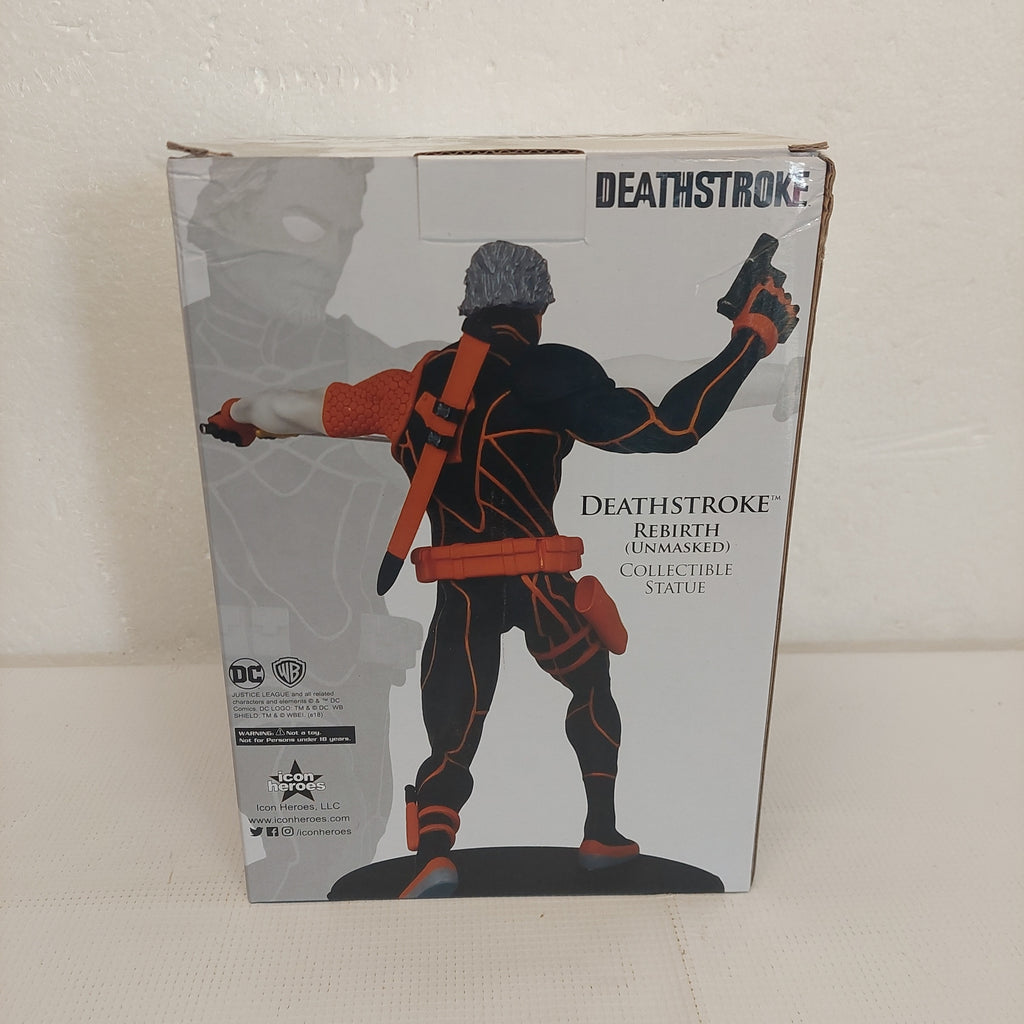 DEATHSTROKE
DEATHSTROKE™
REBIRTH
(UNMASKED)
COLLECTIBLE
STATUE
DC WB
JUSTICE LEAGUE and all related
characters and elements © & ™ DC
Comics. DC LOGO: TM & © DC. WB
SHIELD: TM & © WBEI. (s18)
WARNING: Not a toy.
Not for Persons under 18 years.
icon
heroes
Icon Heroes, LLC
www.iconheroes.com
/iconheroes